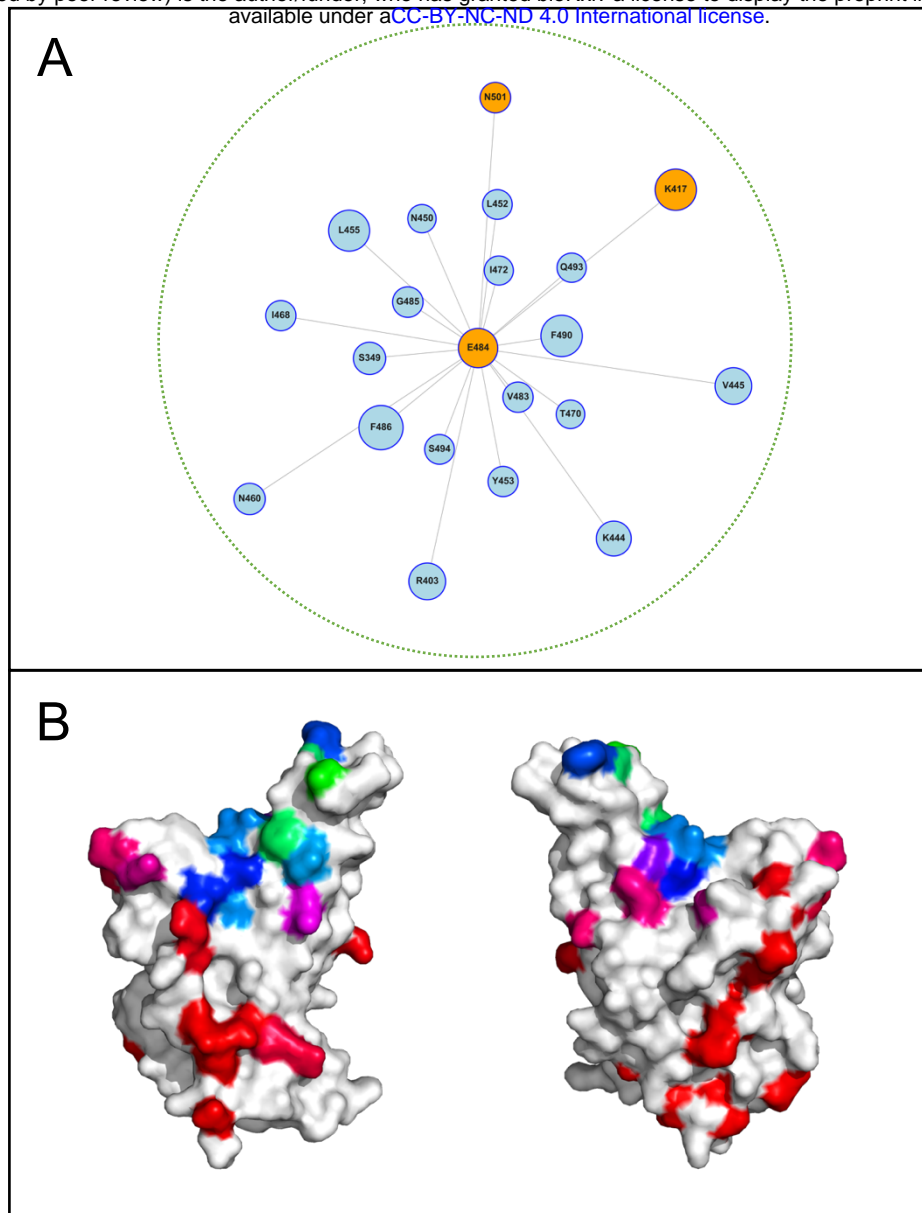 available under aCC-BY-NC-ND 4.0 International license.
A
N501
K417
L452
N450
L455
Q493
I472
G485
I468
F490
E484
S349
V445
V483
T470
F486
S494
Y453
N460
K444
R403
B